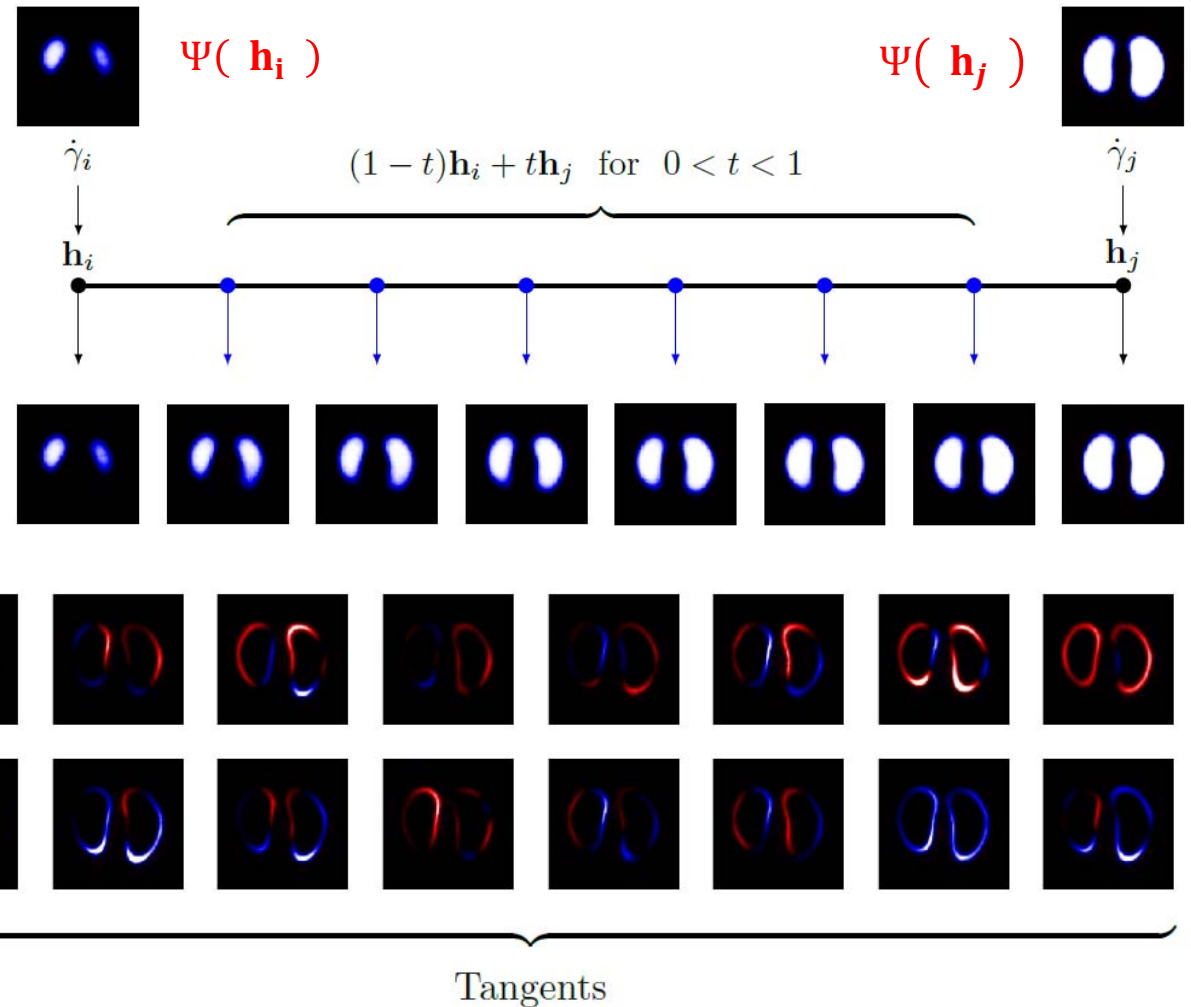 Ψ( 𝐡ᵢ ) Ψ( 𝐡ⱼ )
γ̇ᵢ γ̇ⱼ
(1 − t)𝐡ᵢ + t𝐡ⱼ for 0 < t < 1
𝐡ᵢ 𝐡ⱼ
Tangents